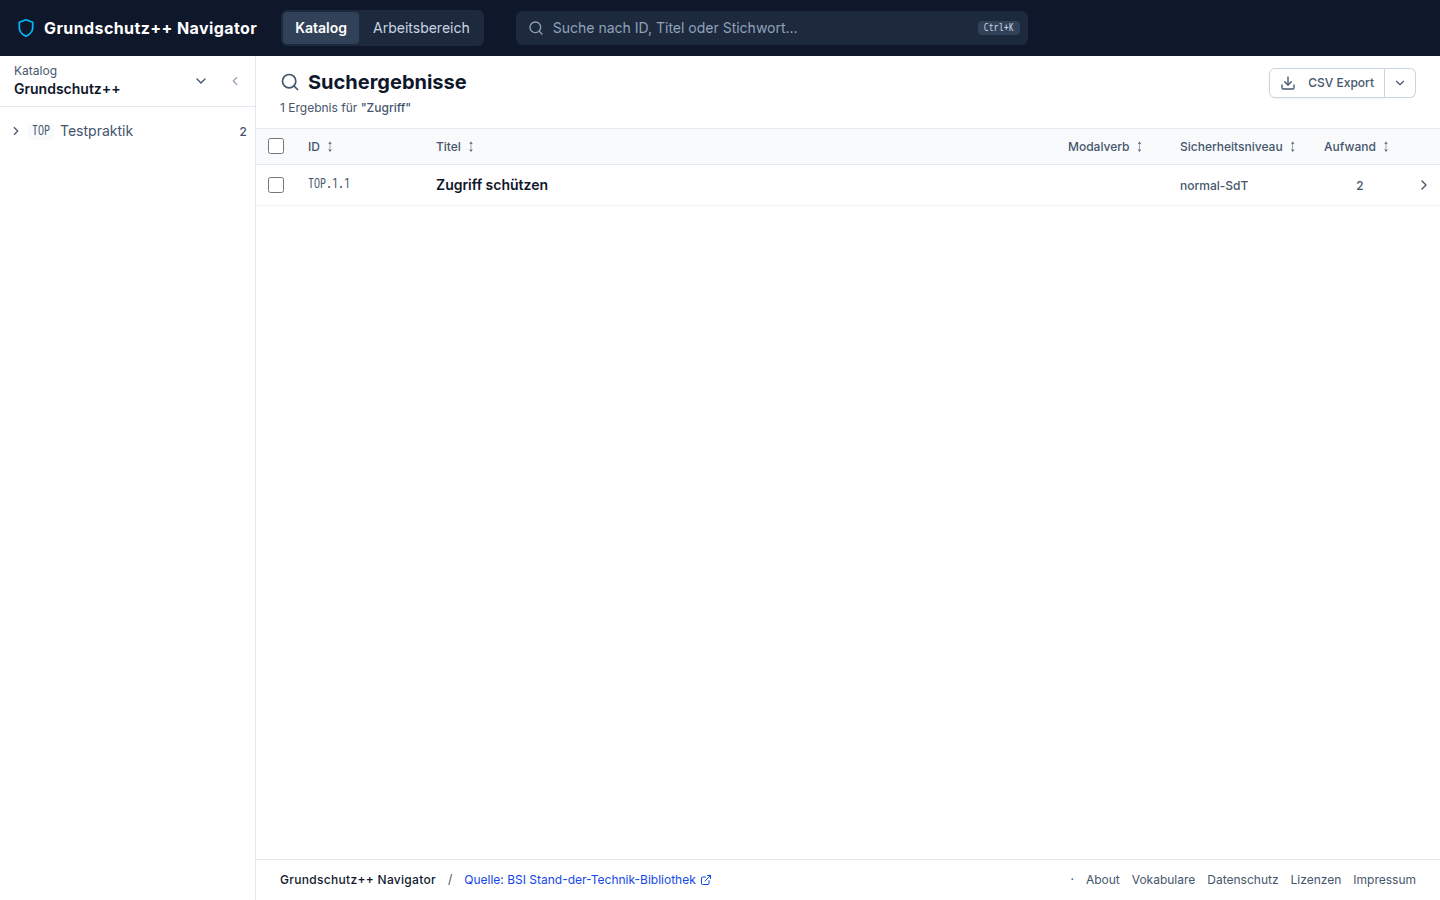 Grundschutz++ Navigator
Katalog
Arbeitsbereich
Suche nach ID, Titel oder Stichwort...
Ctrl+K
Katalog
Grundschutz++
TOP Testpraktik 2
Suchergebnisse
1 Ergebnis für "Zugriff"
CSV Export
ID Titel Modalverb Sicherheitsniveau Aufwand
TOP.1.1 Zugriff schützen normal-SdT 2
Grundschutz++ Navigator / Quelle: BSI Stand-der-Technik-Bibliothek
· About Vokabulare Datenschutz Lizenzen Impressum